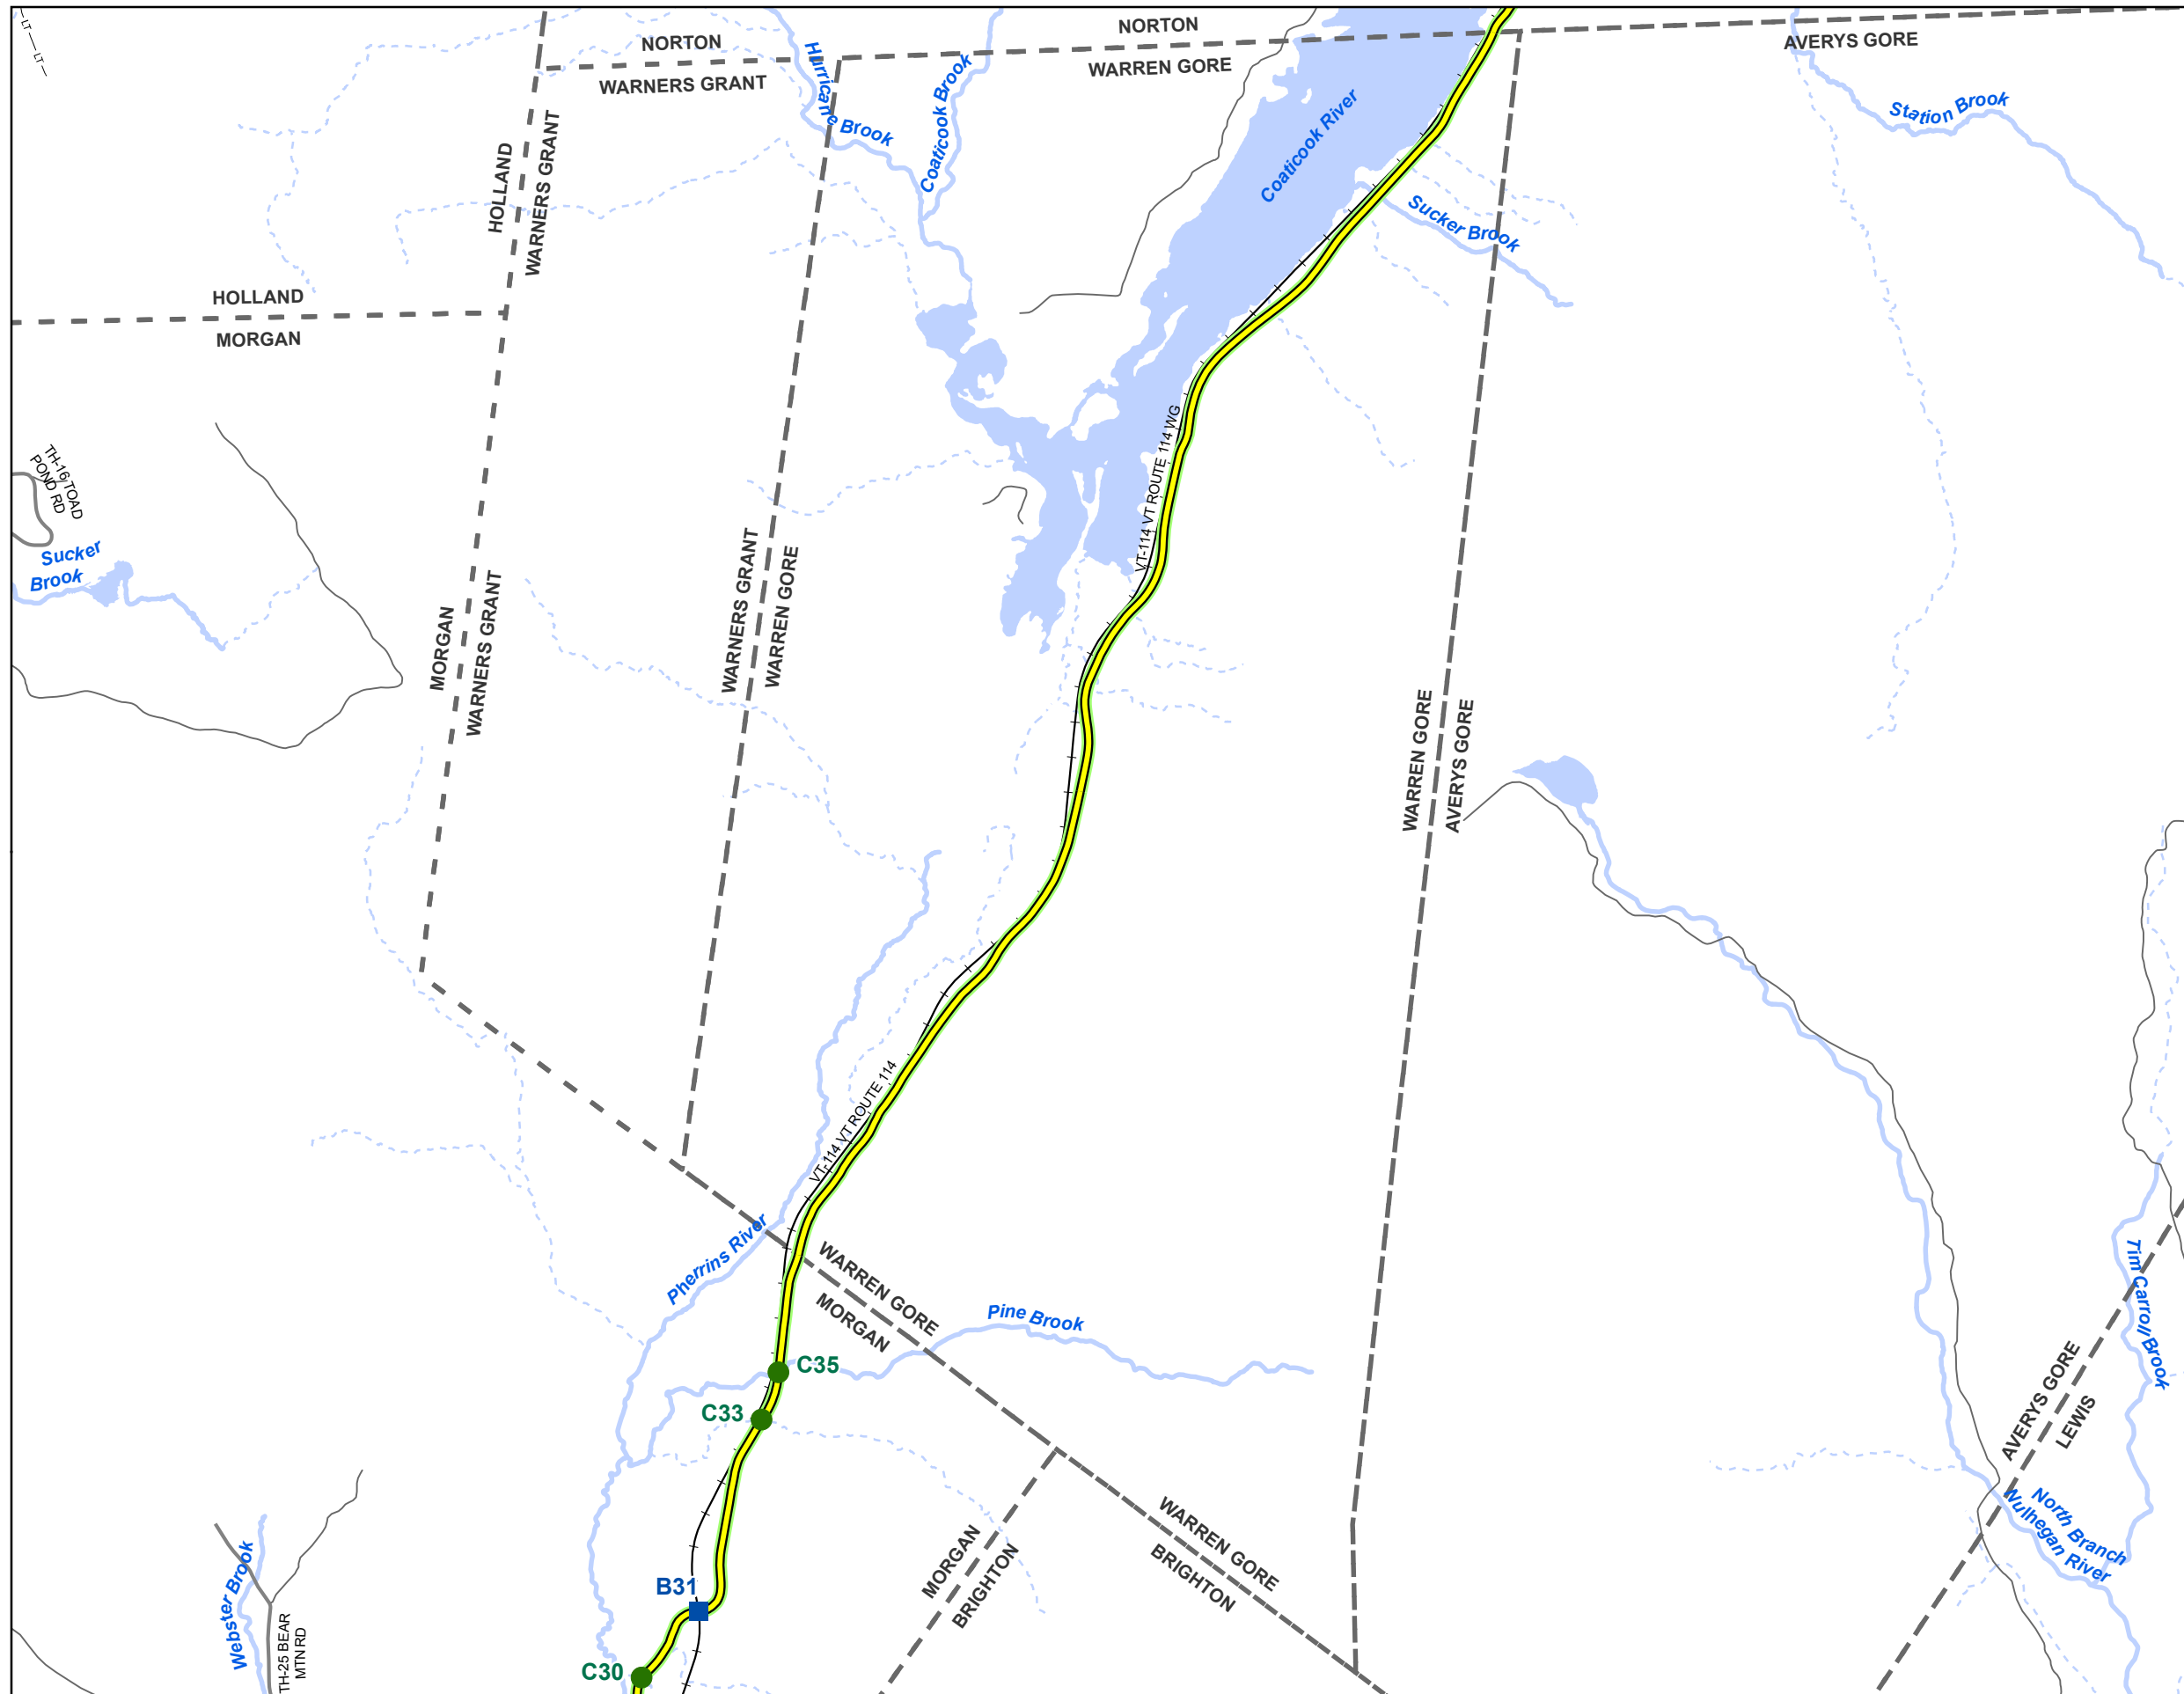 LT LT
NORTON
WARNERS GRANT
NORTON
WARREN GORE
AVERYS GORE
Hurricane Brook
Coaticook Brook
Coaticook River
Station Brook
HOLLAND
WARNERS GRANT
Sucker Brook
HOLLAND
MORGAN
TH-16 TOAD
POND RD
Sucker
Brook
VT-114 VT ROUTE 114 WG
MORGAN
WARNERS GRANT
WARNERS GRANT
WARREN GORE
WARREN GORE
AVERYS GORE
VT-114 VT ROUTE 114
Pherrins River
WARREN GORE
MORGAN
Pine Brook
Tim Carroll Brook
C35
C33
AVERYS GORE
LEWIS
North Branch
Nulhegan River
WARREN GORE
BRIGHTON
MORGAN
BRIGHTON
Webster Brook
TH-25 BEAR
MTN RD
B31
C30